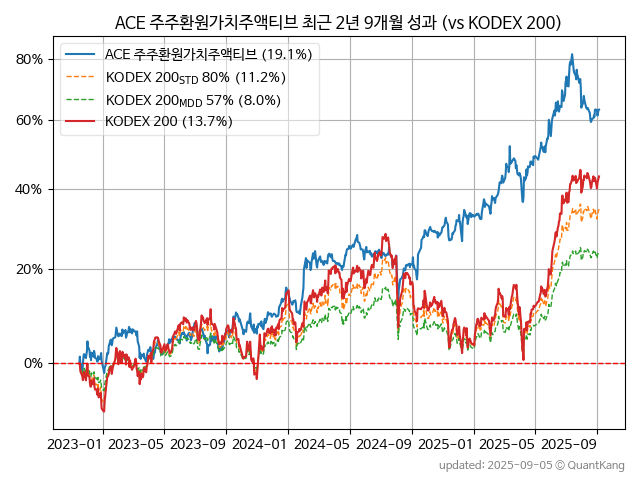 ACE 주주환원가치주액티브 최근 2년 9개월 성과 (vs KODEX 200)
ACE 주주환원가치주액티브 (19.1%)
KODEX 200STD 80% (11.2%)
KODEX 200MDD 57% (8.0%)
KODEX 200 (13.7%)
80%
60%
40%
20%
0%
2023-01 2023-05 2023-09 2024-01 2024-05 2024-09 2025-01 2025-05 2025-09
updated: 2025-09-05 © QuantKang